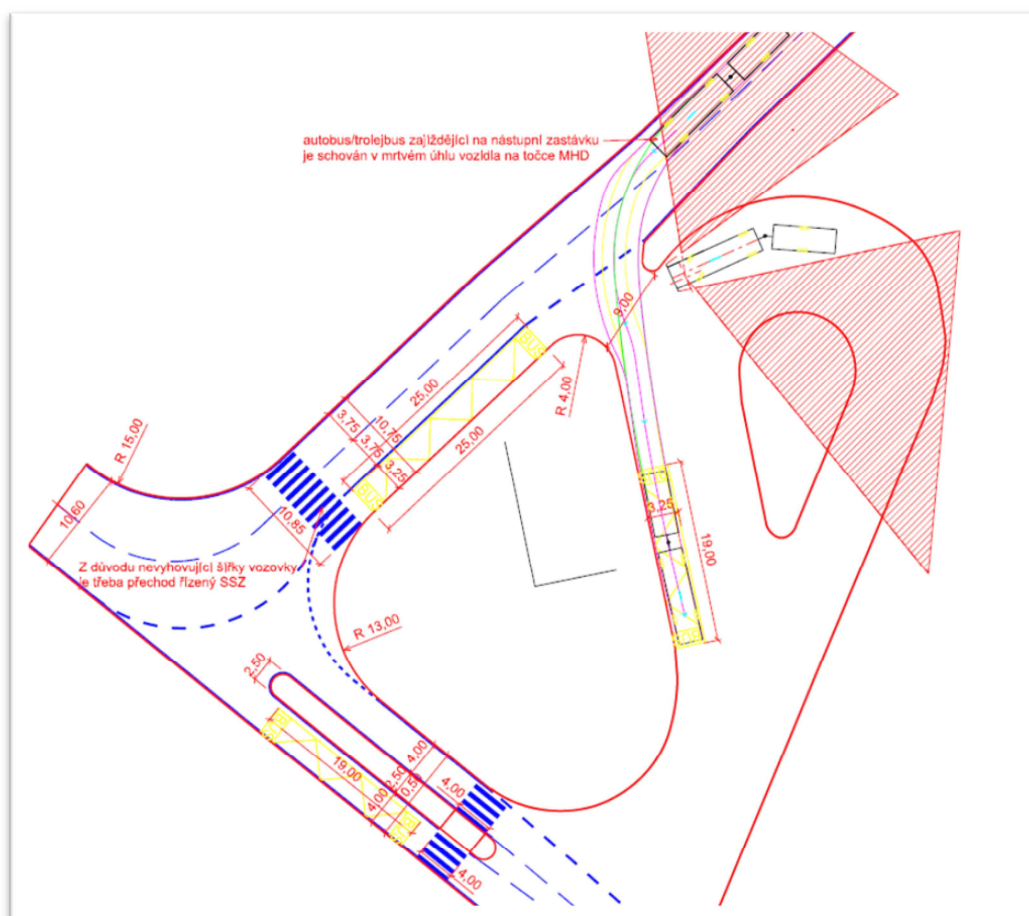 autobus/trolejbus zajíždějící na nástupní zastávku
je schován v mrtvém úhlu vozidla na točce MHD
9,00
BUS
25,00
R 4,00
10,75
3,75
3,75
3,25
25,00
BUS
R 15,00
10,60
10,85
BUS
3,25
19,00
BUS
Z důvodu nevyhovující šířky vozovky
je třeba přechod řízený SSZ
R 13,00
2,50
19,00
4,00
2,50
0,50
4,00
4,00
4,00